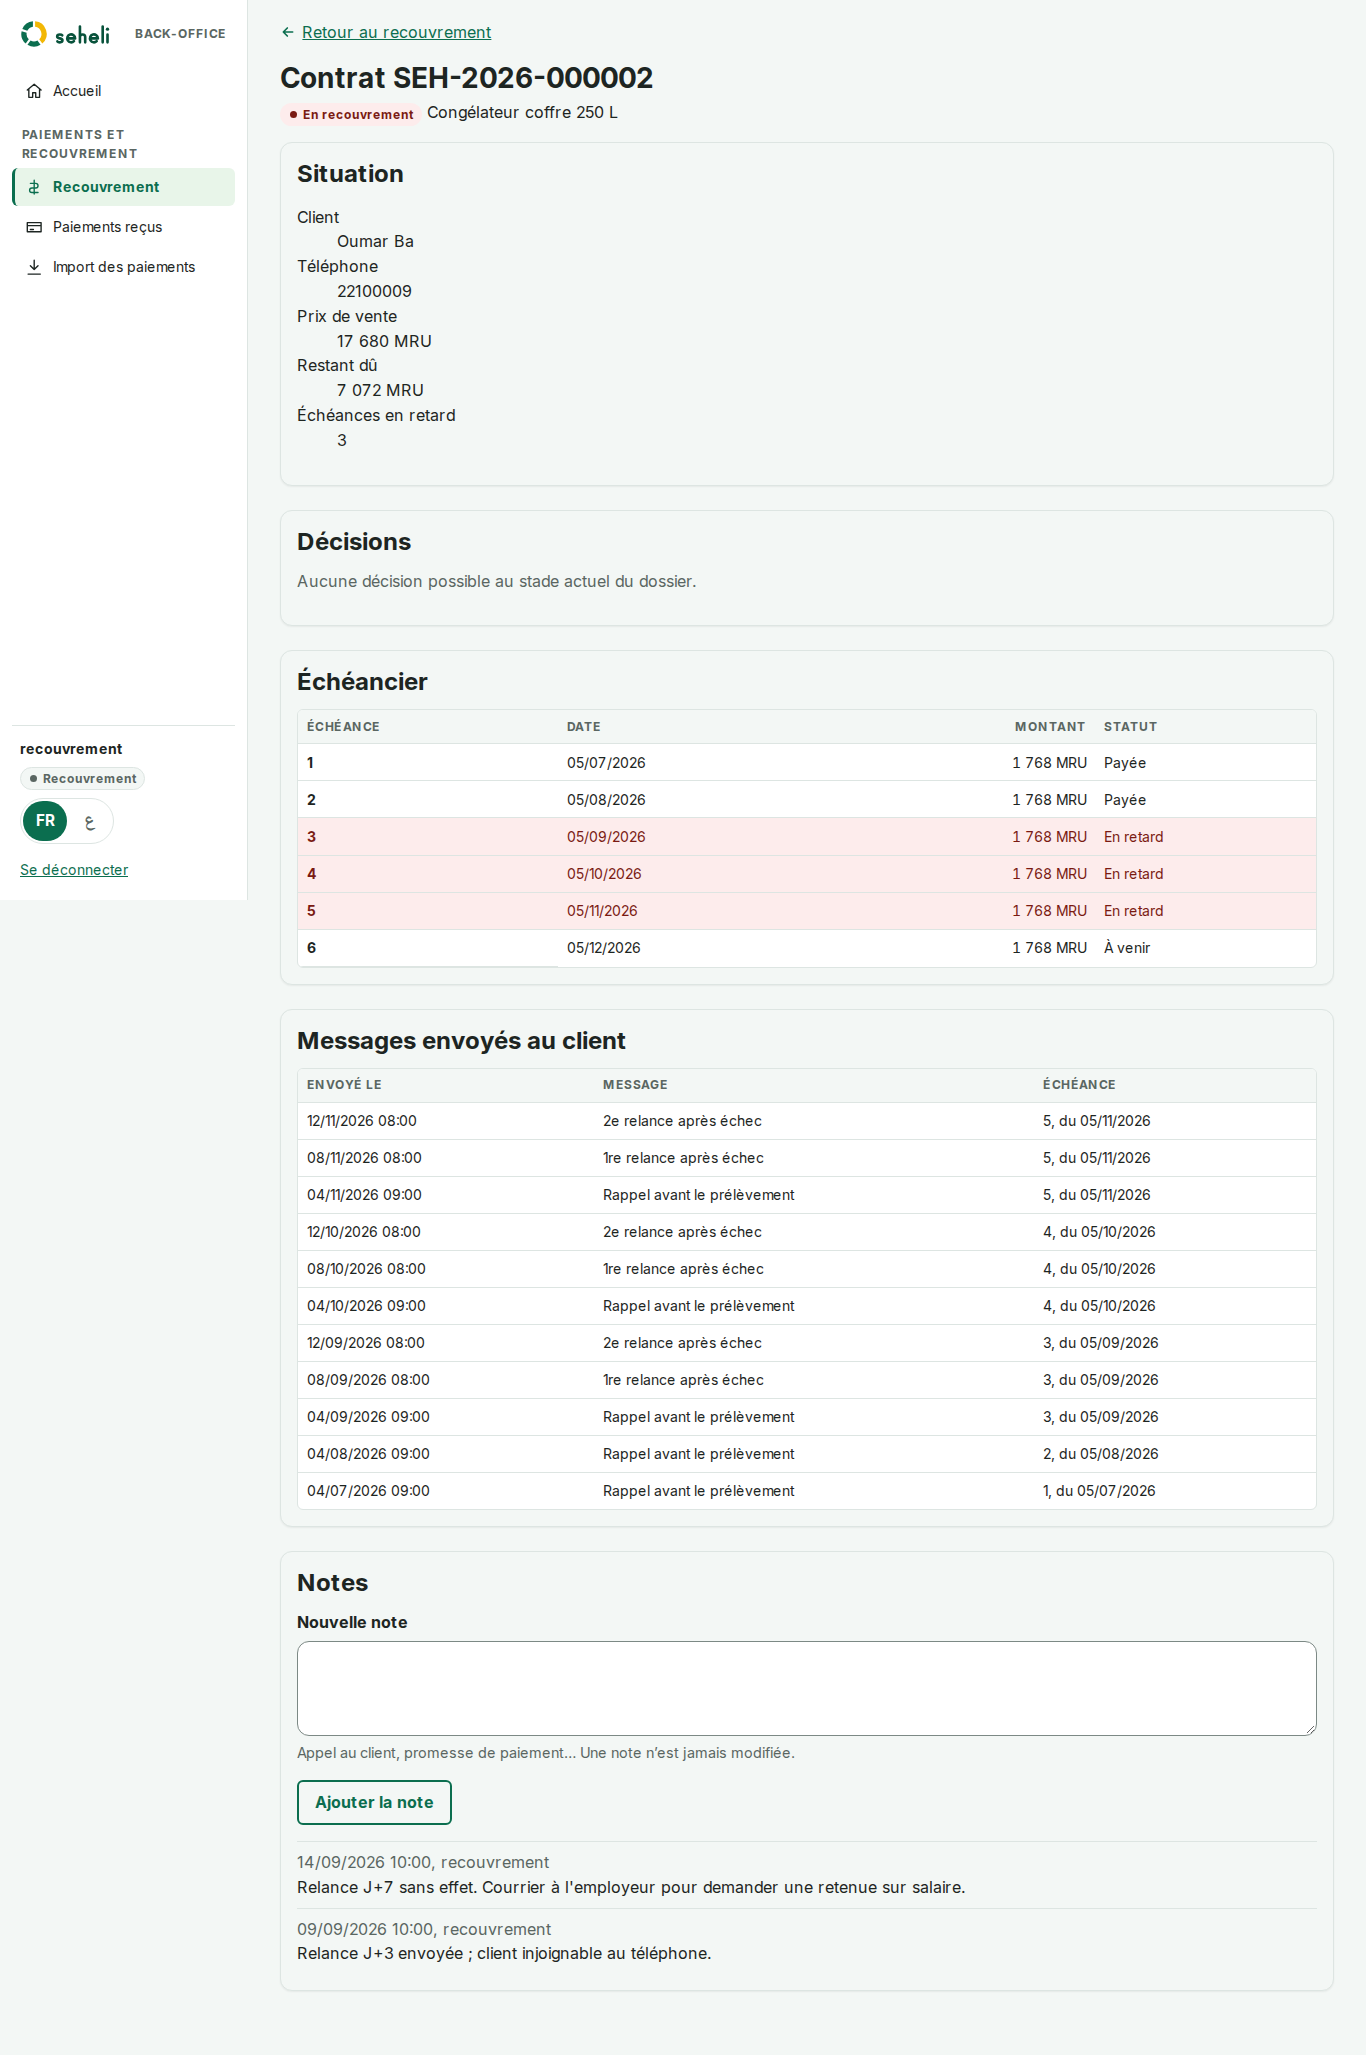 seheli BACK-OFFICE
Accueil
PAIEMENTS ET
RECOUVREMENT
Recouvrement
Paiements reçus
Import des paiements
recouvrement
Recouvrement
FR ع
Se déconnecter
← Retour au recouvrement
Contrat SEH-2026-000002
En recouvrement Congélateur coffre 250 L
Situation
Client
Oumar Ba
Téléphone
22100009
Prix de vente
17 680 MRU
Restant dû
7 072 MRU
Échéances en retard
3
Décisions
Aucune décision possible au stade actuel du dossier.
Échéancier
ÉCHÉANCE DATE MONTANT STATUT
1 05/07/2026 1 768 MRU Payée
2 05/08/2026 1 768 MRU Payée
3 05/09/2026 1 768 MRU En retard
4 05/10/2026 1 768 MRU En retard
5 05/11/2026 1 768 MRU En retard
6 05/12/2026 1 768 MRU À venir
Messages envoyés au client
ENVOYÉ LE MESSAGE ÉCHÉANCE
12/11/2026 08:00 2e relance après échec 5, du 05/11/2026
08/11/2026 08:00 1re relance après échec 5, du 05/11/2026
04/11/2026 09:00 Rappel avant le prélèvement 5, du 05/11/2026
12/10/2026 08:00 2e relance après échec 4, du 05/10/2026
08/10/2026 08:00 1re relance après échec 4, du 05/10/2026
04/10/2026 09:00 Rappel avant le prélèvement 4, du 05/10/2026
12/09/2026 08:00 2e relance après échec 3, du 05/09/2026
08/09/2026 08:00 1re relance après échec 3, du 05/09/2026
04/09/2026 09:00 Rappel avant le prélèvement 3, du 05/09/2026
04/08/2026 09:00 Rappel avant le prélèvement 2, du 05/08/2026
04/07/2026 09:00 Rappel avant le prélèvement 1, du 05/07/2026
Notes
Nouvelle note
Appel au client, promesse de paiement… Une note n’est jamais modifiée.
Ajouter la note
14/09/2026 10:00, recouvrement
Relance J+7 sans effet. Courrier à l'employeur pour demander une retenue sur salaire.
09/09/2026 10:00, recouvrement
Relance J+3 envoyée ; client injoignable au téléphone.